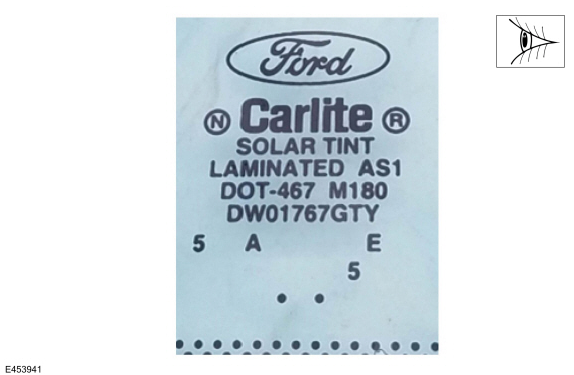 Ford
Ⓝ Carlite Ⓡ
SOLAR TINT
LAMINATED AS1
DOT-467 M180
DW01767GTY
5 A E
5
E453941